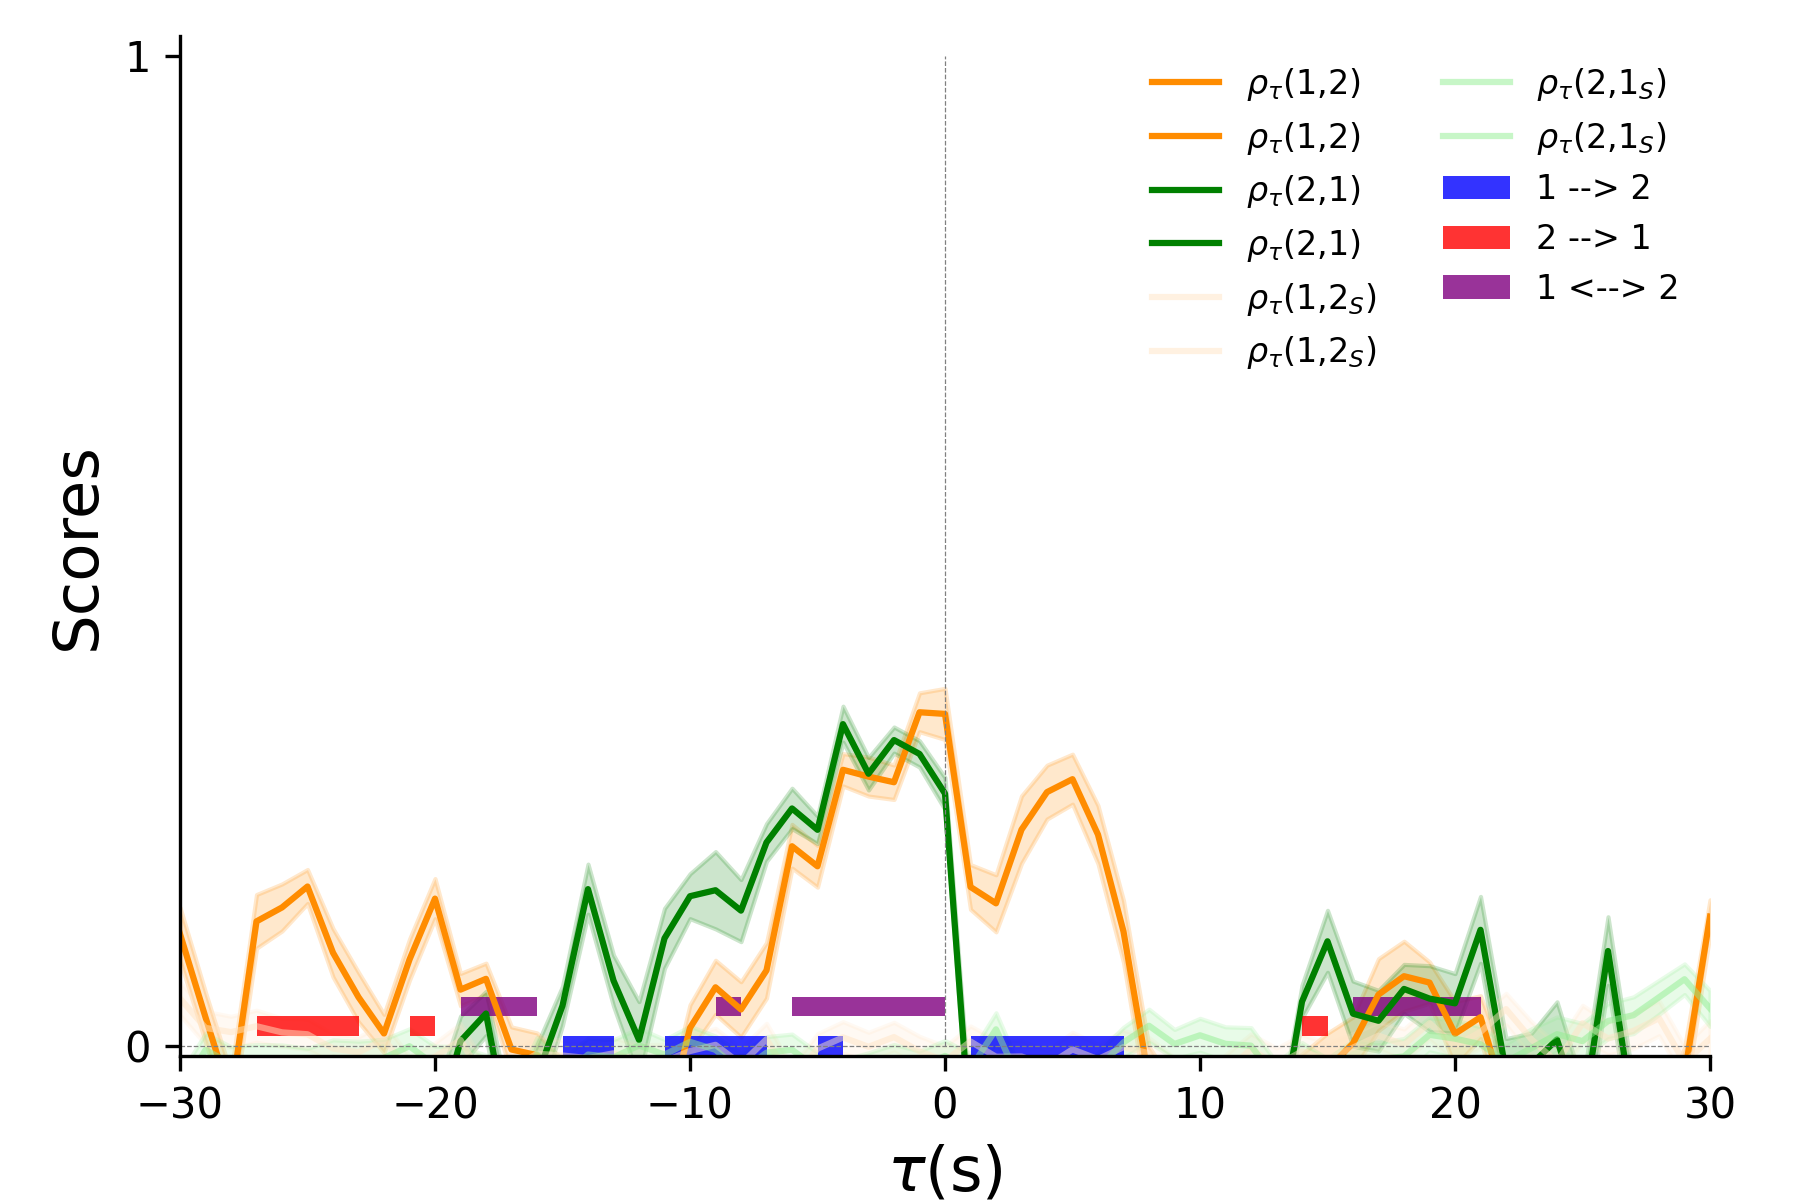 1
ρτ(1,2)
ρτ(1,2)
ρτ(2,1)
ρτ(2,1)
ρτ(1,2S)
ρτ(1,2S)
ρτ(2,1S)
ρτ(2,1S)
1 --> 2
2 --> 1
1 <--> 2
Scores
0
−30 −20 −10 0 10 20 30
τ(s)